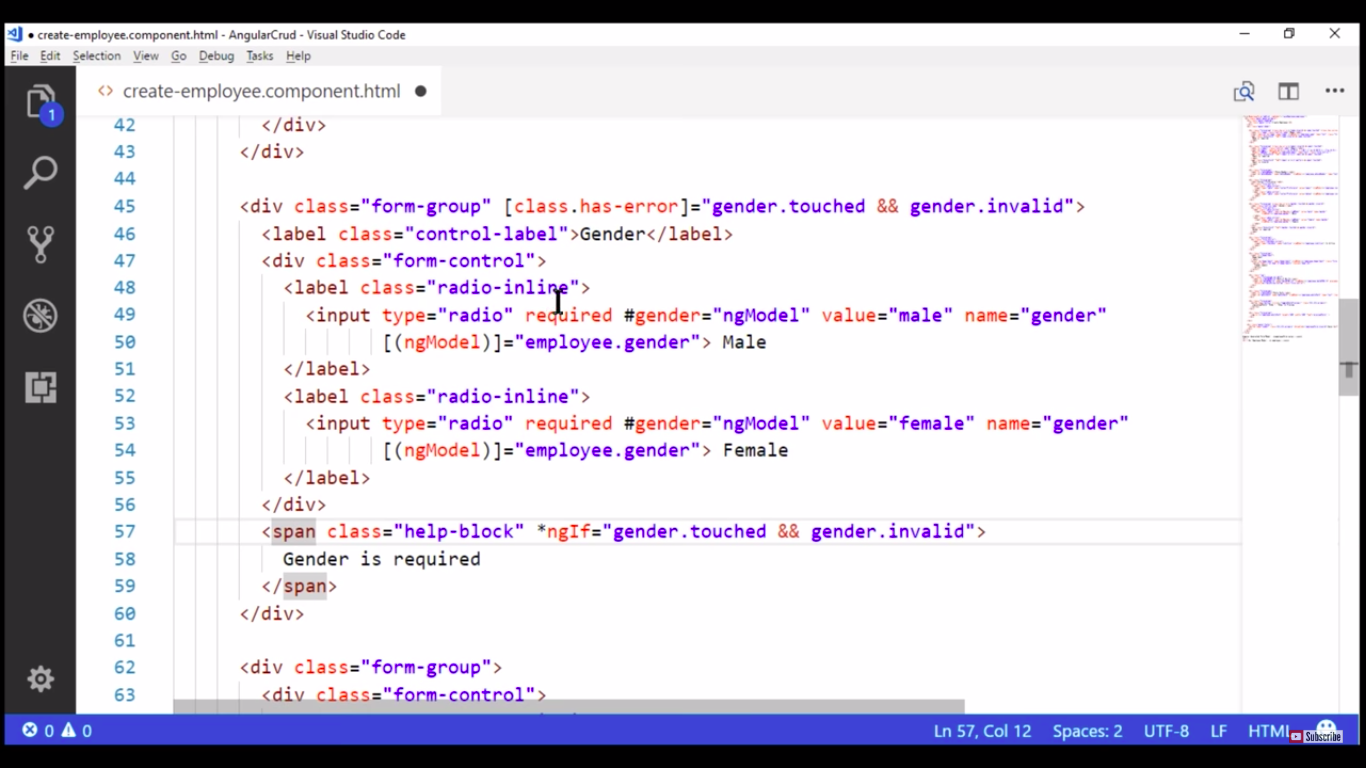 ● create-employee.component.html - AngularCrud - Visual Studio Code
File Edit Selection View Go Debug Tasks Help
<> create-employee.component.html ●
1
42 </div>
43 </div>
44
45 <div class="form-group" [class.has-error]="gender.touched && gender.invalid">
46 <label class="control-label">Gender</label>
47 <div class="form-control">
48 <label class="radio-inline">
49 <input type="radio" required #gender="ngModel" value="male" name="gender"
50 [(ngModel)]="employee.gender"> Male
51 </label>
52 <label class="radio-inline">
53 <input type="radio" required #gender="ngModel" value="female" name="gender"
54 [(ngModel)]="employee.gender"> Female
55 </label>
56 </div>
57 <span class="help-block" *ngIf="gender.touched && gender.invalid">
58 Gender is required
59 </span>
60 </div>
61
62 <div class="form-group">
63 <div class="form-control">
0 0 Ln 57, Col 12 Spaces: 2 UTF-8 LF HTML Subscribe